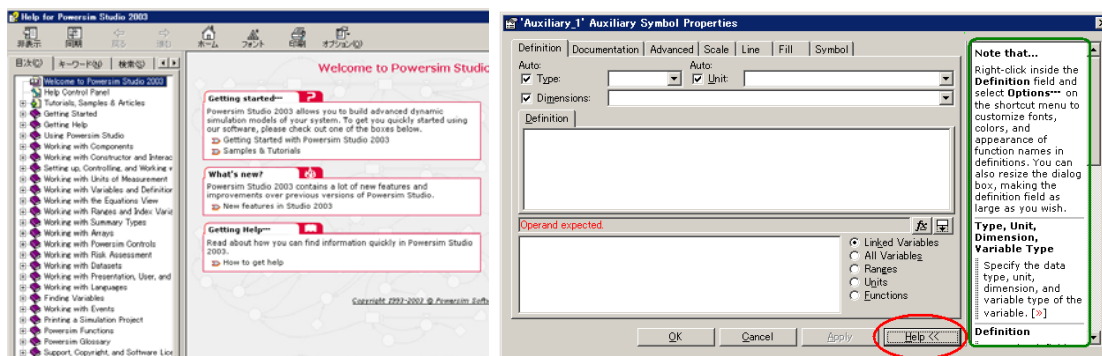 Help for Powersim Studio 2003
非表示
同期
戻る
進む
ホーム
フォント
印刷
オプション(O)
目次(C)
キーワード(N)
検索(S)
Welcome to Powersim Studio 2003
Help Control Panel
Tutorials, Samples & Articles
Getting Started
Getting Help
Using Powersim Studio
Working with Components
Working with Constructor and Interac
Setting up, Controlling, and Working w
Working with Units of Measurement
Working with Variables and Definition
Working with the Equations View
Working with Ranges and Index Varia
Working with Summary Types
Working with Arrays
Working with Powersim Controls
Working with Risk Assessment
Working with Datasets
Working with Presentation, User, and
Working with Languages
Finding Variables
Working with Events
Printing a Simulation Project
Powersim Functions
Powersim Glossary
Support, Copyright, and Software Lice
Welcome to Powersim Studio
Getting started…
Powersim Studio 2003 allows you to build advanced dynamic
simulation models of your system. To get you quickly started using
our software, please check out one of the boxes below.
Getting Started with Powersim Studio 2003
Samples & Tutorials
What's new?
Powersim Studio 2003 contains a lot of new features and
improvements over previous versions of Powersim Studio.
New features in Studio 2003
Getting Help…
Read about how you can find information quickly in Powersim Studio
2003.
How to get help
Copyright 1993-2003 © Powersim Softw
'Auxiliary_1' Auxiliary Symbol Properties
Definition
Documentation
Advanced
Scale
Line
Fill
Symbol
Auto:
Type:
Auto:
Unit:
Dimensions:
Definition
Operand expected.
fx
Linked Variables
All Variables
Ranges
Units
Functions
OK
Cancel
Apply
Help <<
Note that...
Right-click inside the
Definition field and
select Options… on
the shortcut menu to
customize fonts,
colors, and
appearance of
function names in
definitions. You can
also resize the dialog
box, making the
definition field as
large as you wish.
Type, Unit,
Dimension,
Variable Type
Specify the data
type, unit,
dimension, and
variable type of the
variable. [»]
Definition